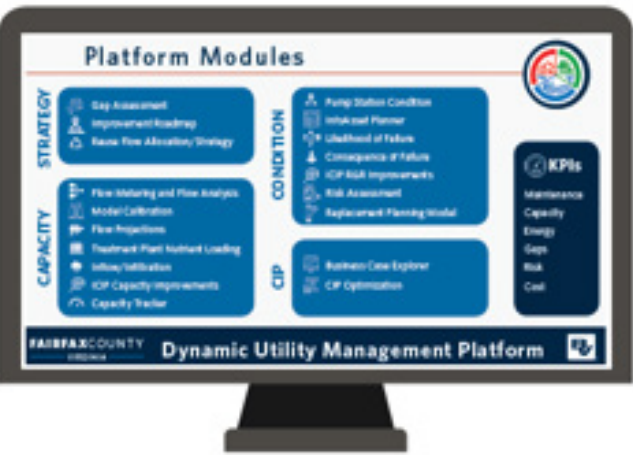 Platform Modules
STRATEGY
Gap Assessment
Improvement Roadmap
Reuse Flow Allocation/Strategy
CAPACITY
Flow Metering and Flow Analysis
Model Calibration
Flow Projections
Treatment Plant Nutrient Loading
Inflow/Infiltration
ICIP Capacity Improvements
Capacity Tracker
CONDITION
Pump Station Condition
InfoAsset Planner
Likelihood of Failure
Consequence of Failure
ICIP R&R Improvements
Risk Assessment
Replacement Planning Model
CIP
Business Case Explorer
CIP Optimization
KPIs
Maintenance
Capacity
Energy
Gaps
Risk
Cost
FAIRFAX COUNTY
VIRGINIA
Dynamic Utility Management Platform